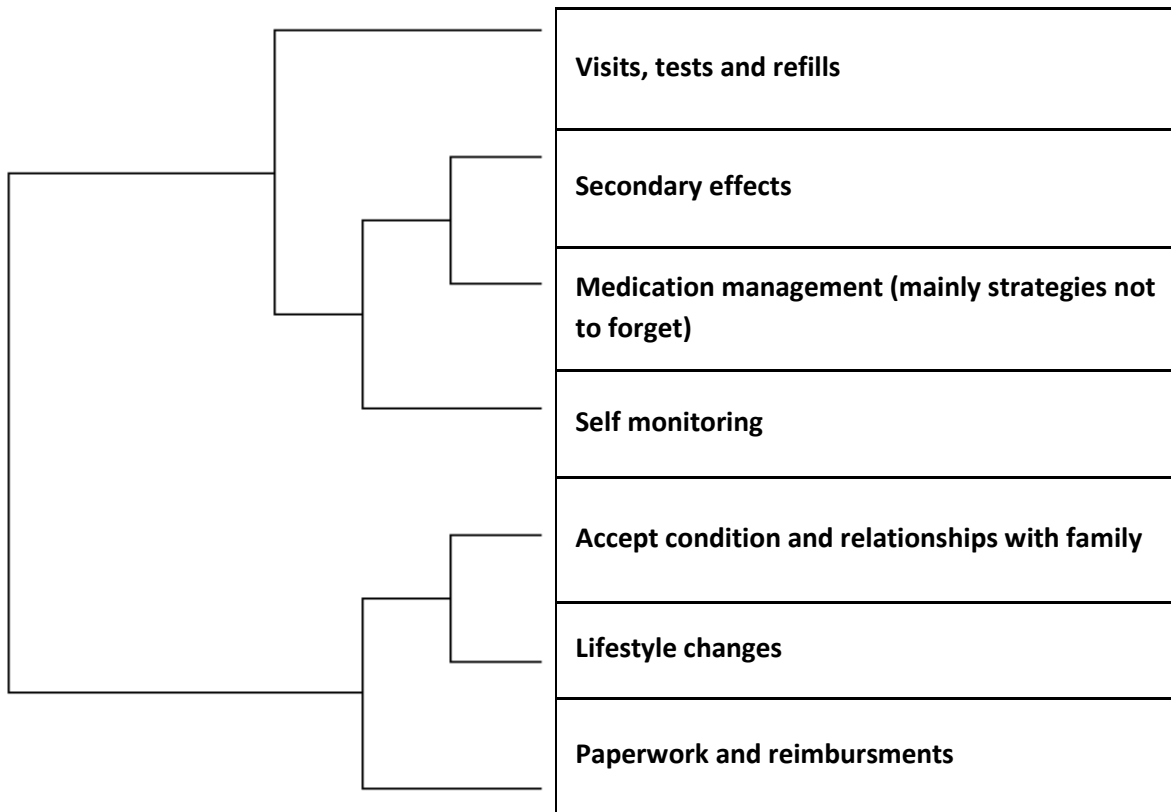 Visits, tests and refills
Secondary effects
Medication management (mainly strategies not
to forget)
Self monitoring
Accept condition and relationships with family
Lifestyle changes
Paperwork and reimbursments